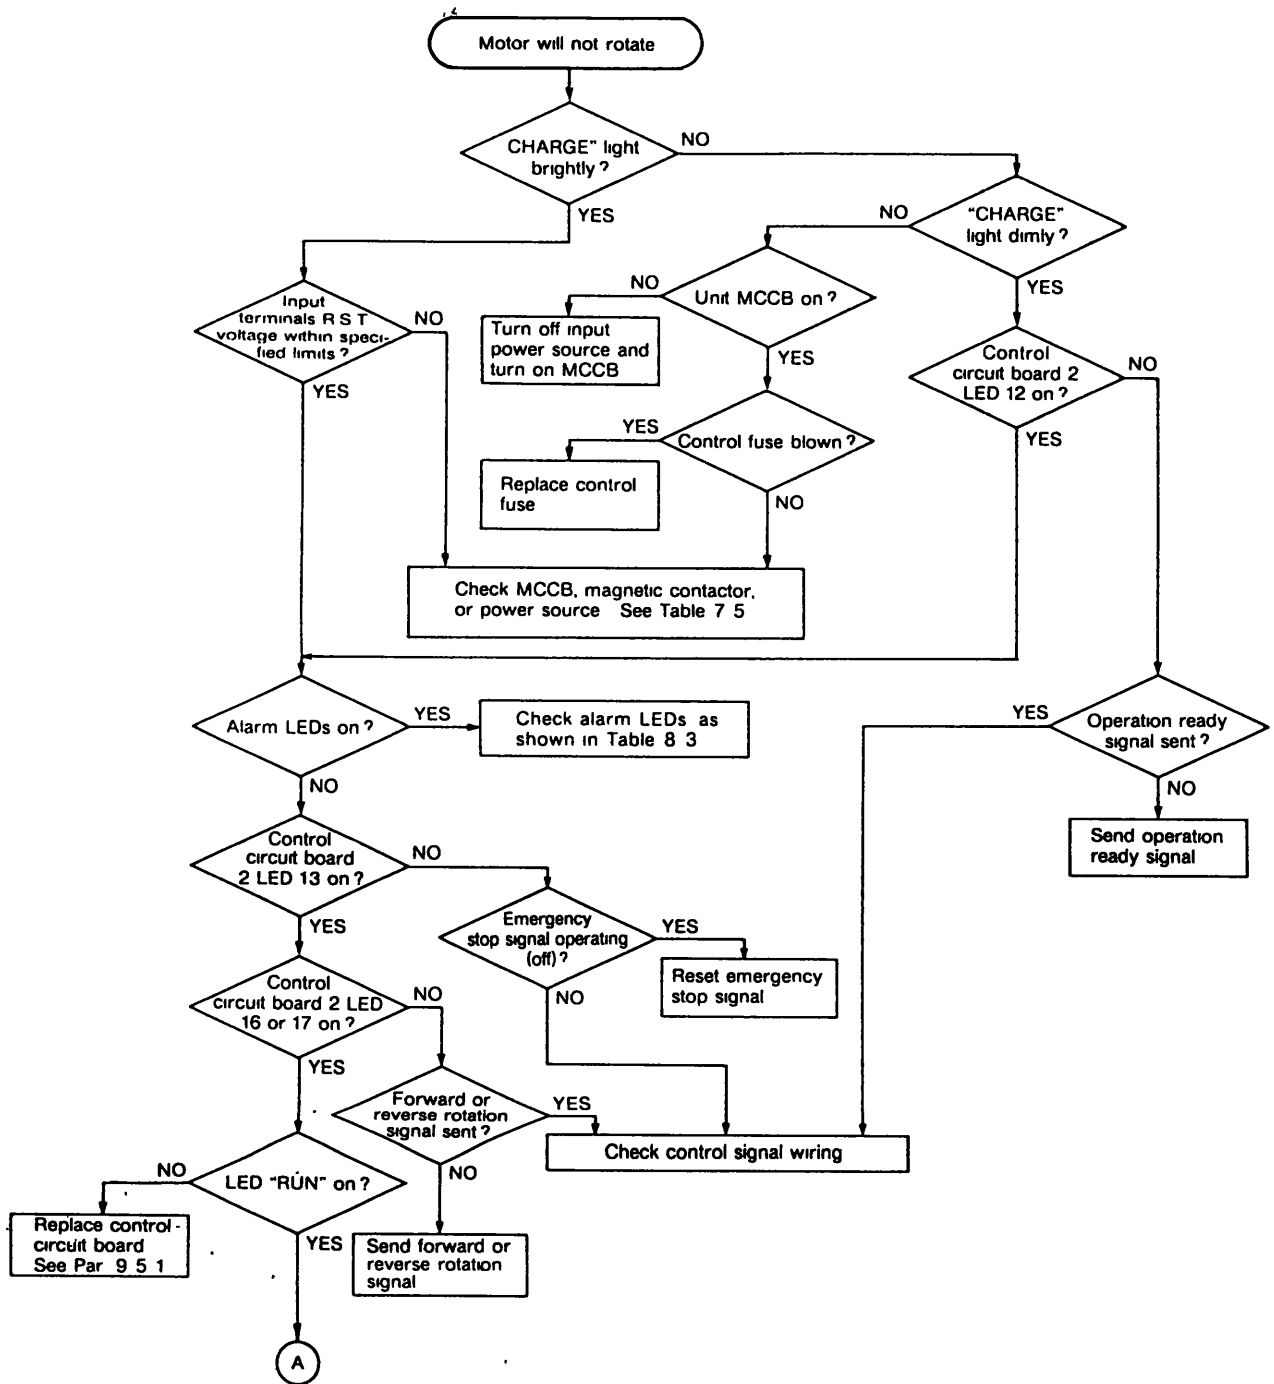 Motor will not rotate
CHARGE" light
brightly?
NO
YES
"CHARGE"
light dimly?
NO
YES
Unit MCCB on?
NO
YES
Turn off input
power source and
turn on MCCB
Input
terminals R S T
voltage within speci-
fied limits?
NO
YES
Control
circuit board 2
LED 12 on?
NO
YES
Control fuse blown?
YES
NO
Replace control
fuse
Check MCCB, magnetic contactor,
or power source See Table 7 5
Alarm LEDs on?
YES
NO
Check alarm LEDs as
shown in Table 8 3
Operation ready
signal sent?
YES
NO
Send operation
ready signal
Control
circuit board
2 LED 13 on?
NO
YES
Emergency
stop signal operating
(off)?
YES
NO
Reset emergency
stop signal
Control
circuit board 2 LED
16 or 17 on?
NO
YES
Forward or
reverse rotation
signal sent?
YES
NO
Check control signal wiring
LED "RUN" on?
NO
YES
Replace control
circuit board
See Par 9 5 1
Send forward or
reverse rotation
signal
A